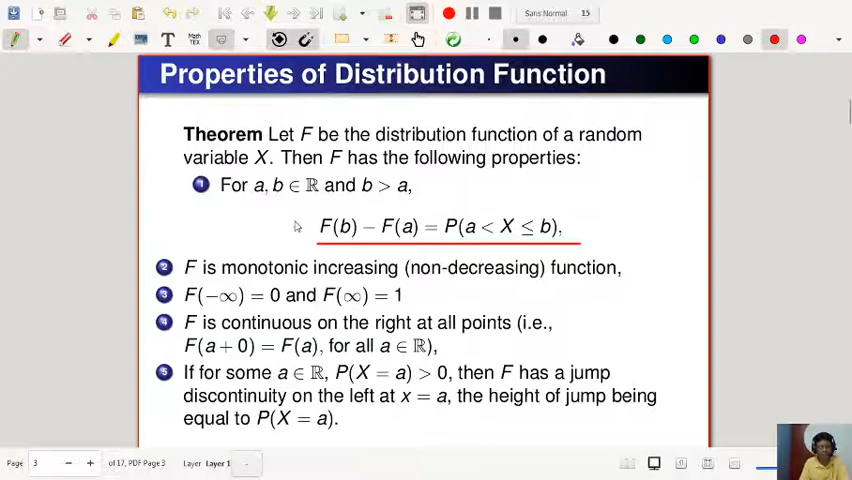 Sans Normal 15
TEX
Properties of Distribution Function
Theorem Let F be the distribution function of a random
variable X. Then F has the following properties:
1 For a, b ∈ ℝ and b > a,
F(b) − F(a) = P(a < X ≤ b),
2 F is monotonic increasing (non-decreasing) function,
3 F(−∞) = 0 and F(∞) = 1
4 F is continuous on the right at all points (i.e.,
F(a + 0) = F(a), for all a ∈ ℝ),
5 If for some a ∈ ℝ, P(X = a) > 0, then F has a jump
discontinuity on the left at x = a, the height of jump being
equal to P(X = a).
Page 3 − + of 17, PDF Page 3 Layer Layer 1